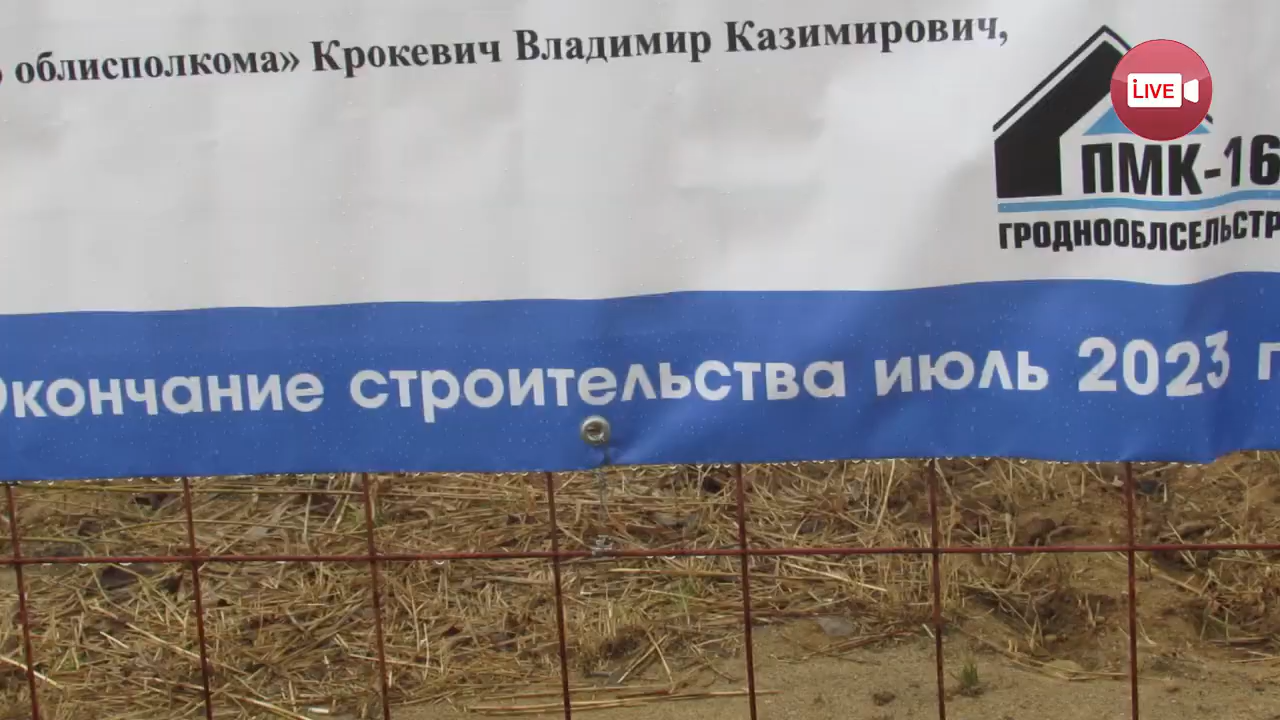 облисполкома» Крокевич Владимир Казимирович,
LIVE
ПМК-16
ГРОДНООБЛСЕЛЬСТР
Окончание строительства июль 2023 г